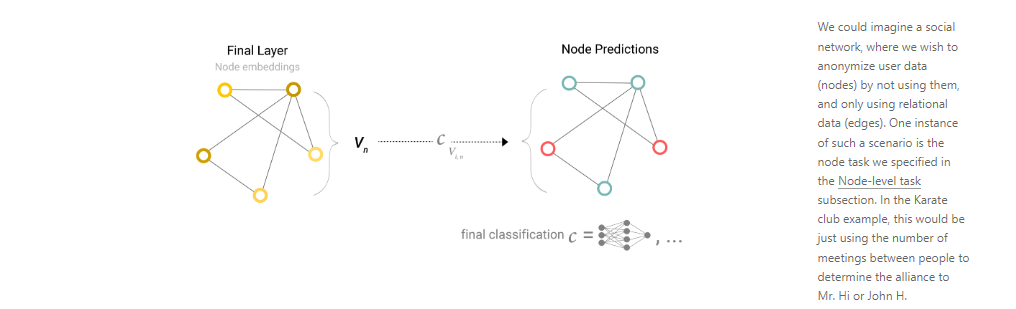 Final Layer
Node embeddings
Node Predictions
Vn
C
Vi,n
final classification C = , ...
We could imagine a social
network, where we wish to
anonymize user data
(nodes) by not using them,
and only using relational
data (edges). One instance
of such a scenario is the
node task we specified in
the Node-level task
subsection. In the Karate
club example, this would be
just using the number of
meetings between people to
determine the alliance to
Mr. Hi or John H.